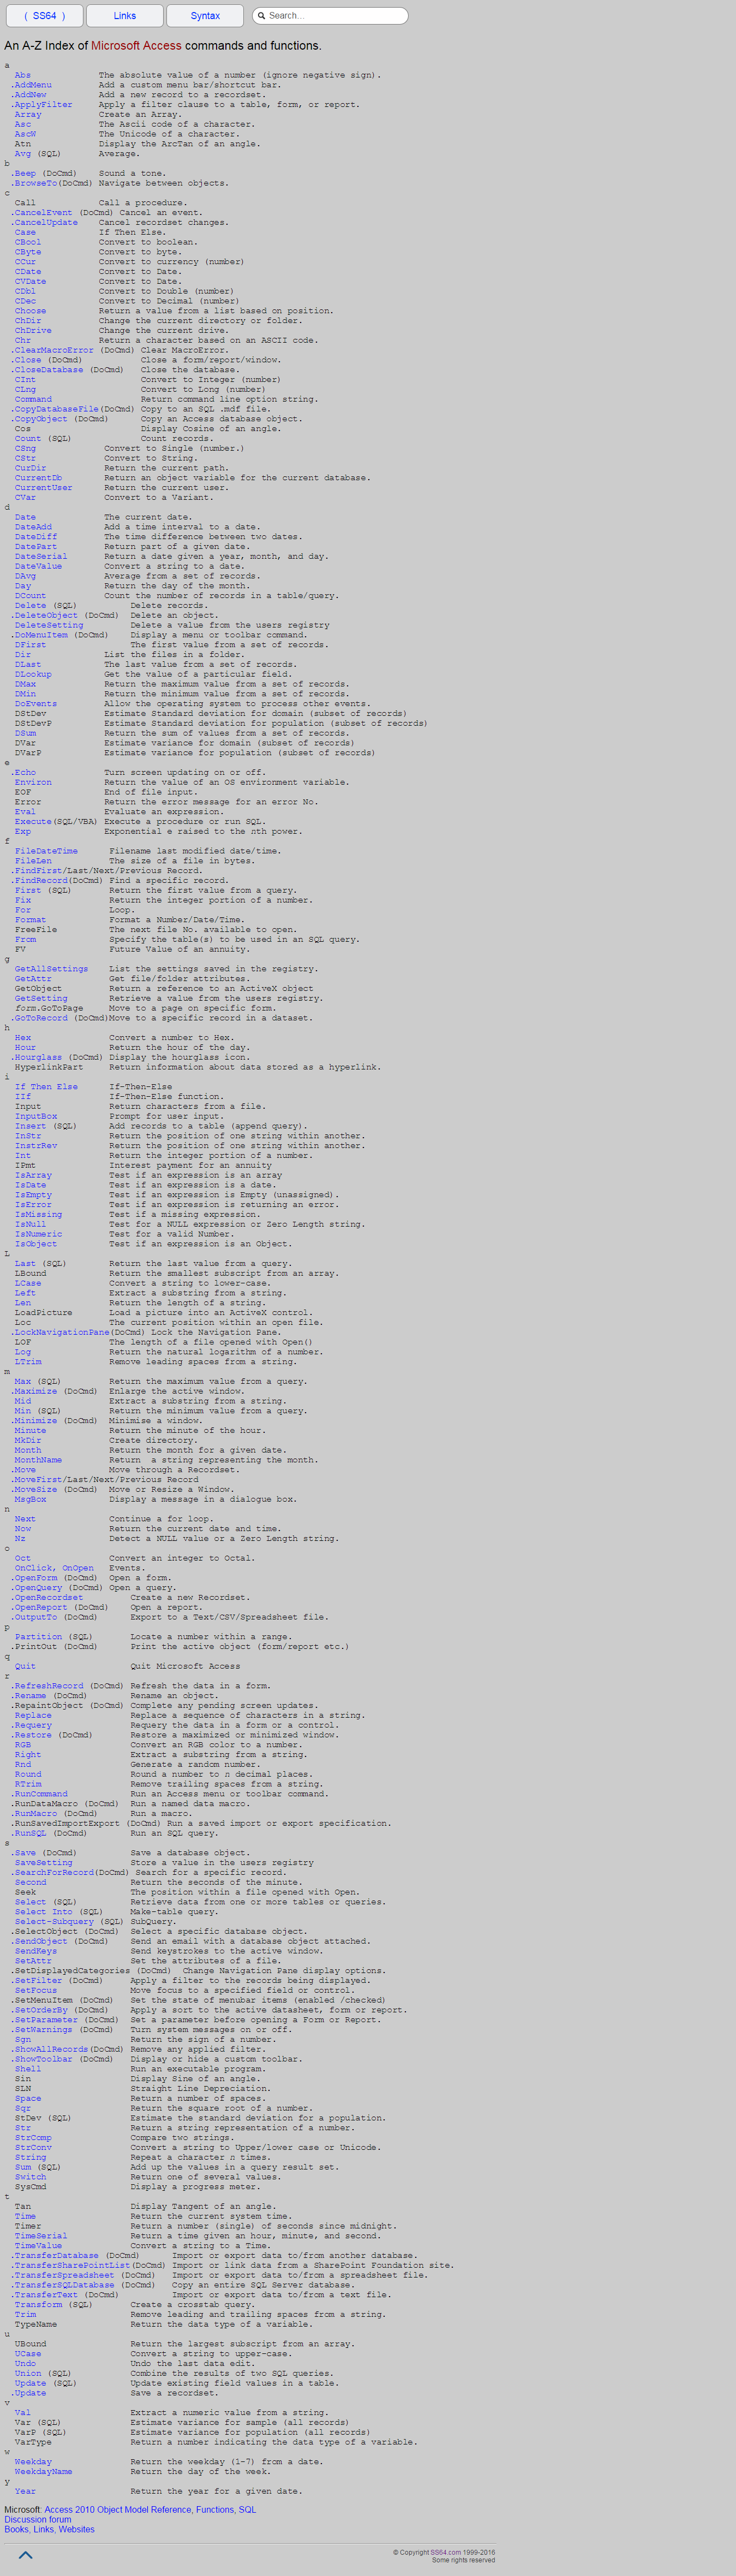 ( SS64 )
Links
Syntax
Search...
An A-Z Index of Microsoft Access commands and functions.
a
Abs The absolute value of a number (ignore negative sign).
.AddMenu Add a custom menu bar/shortcut bar.
.AddNew Add a new record to a recordset.
.ApplyFilter Apply a filter clause to a table, form, or report.
Array Create an Array.
Asc The Ascii code of a character.
AscW The Unicode of a character.
Atn Display the ArcTan of an angle.
Avg (SQL) Average.
b
.Beep (DoCmd) Sound a tone.
.BrowseTo(DoCmd) Navigate between objects.
c
Call Call a procedure.
.CancelEvent (DoCmd) Cancel an event.
.CancelUpdate Cancel recordset changes.
Case If Then Else.
CBool Convert to boolean.
CByte Convert to byte.
CCur Convert to currency (number)
CDate Convert to Date.
CVDate Convert to Date.
CDbl Convert to Double (number)
CDec Convert to Decimal (number)
Choose Return a value from a list based on position.
ChDir Change the current directory or folder.
ChDrive Change the current drive.
Chr Return a character based on an ASCII code.
.ClearMacroError (DoCmd) Clear MacroError.
.Close (DoCmd) Close a form/report/window.
.CloseDatabase (DoCmd) Close the database.
CInt Convert to Integer (number)
CLng Convert to Long (number)
Command Return command line option string.
.CopyDatabaseFile(DoCmd) Copy to an SQL .mdf file.
.CopyObject (DoCmd) Copy an Access database object.
Cos Display Cosine of an angle.
Count (SQL) Count records.
CSng Convert to Single (number.)
CStr Convert to String.
CurDir Return the current path.
CurrentDb Return an object variable for the current database.
CurrentUser Return the current user.
CVar Convert to a Variant.
d
Date The current date.
DateAdd Add a time interval to a date.
DateDiff The time difference between two dates.
DatePart Return part of a given date.
DateSerial Return a date given a year, month, and day.
DateValue Convert a string to a date.
DAvg Average from a set of records.
Day Return the day of the month.
DCount Count the number of records in a table/query.
Delete (SQL) Delete records.
.DeleteObject (DoCmd) Delete an object.
DeleteSetting Delete a value from the users registry
.DoMenuItem (DoCmd) Display a menu or toolbar command.
DFirst The first value from a set of records.
Dir List the files in a folder.
DLast The last value from a set of records.
DLookup Get the value of a particular field.
DMax Return the maximum value from a set of records.
DMin Return the minimum value from a set of records.
DoEvents Allow the operating system to process other events.
DStDev Estimate Standard deviation for domain (subset of records)
DStDevP Estimate Standard deviation for population (subset of records)
DSum Return the sum of values from a set of records.
DVar Estimate variance for domain (subset of records)
DVarP Estimate variance for population (subset of records)
e
.Echo Turn screen updating on or off.
Environ Return the value of an OS environment variable.
EOF End of file input.
Error Return the error message for an error No.
Eval Evaluate an expression.
Execute(SQL/VBA) Execute a procedure or run SQL.
Exp Exponential e raised to the nth power.
f
FileDateTime Filename last modified date/time.
FileLen The size of a file in bytes.
.FindFirst/Last/Next/Previous Record.
.FindRecord(DoCmd) Find a specific record.
First (SQL) Return the first value from a query.
Fix Return the integer portion of a number.
For Loop.
Format Format a Number/Date/Time.
FreeFile The next file No. available to open.
From Specify the table(s) to be used in an SQL query.
FV Future Value of an annuity.
g
GetAllSettings List the settings saved in the registry.
GetAttr Get file/folder attributes.
GetObject Return a reference to an ActiveX object
GetSetting Retrieve a value from the users registry.
form.GoToPage Move to a page on specific form.
.GoToRecord (DoCmd)Move to a specific record in a dataset.
h
Hex Convert a number to Hex.
Hour Return the hour of the day.
.Hourglass (DoCmd) Display the hourglass icon.
HyperlinkPart Return information about data stored as a hyperlink.
i
If Then Else If-Then-Else
IIf If-Then-Else function.
Input Return characters from a file.
InputBox Prompt for user input.
Insert (SQL) Add records to a table (append query).
InStr Return the position of one string within another.
InstrRev Return the position of one string within another.
Int Return the integer portion of a number.
IPmt Interest payment for an annuity
IsArray Test if an expression is an array
IsDate Test if an expression is a date.
IsEmpty Test if an expression is Empty (unassigned).
IsError Test if an expression is returning an error.
IsMissing Test if a missing expression.
IsNull Test for a NULL expression or Zero Length string.
IsNumeric Test for a valid Number.
IsObject Test if an expression is an Object.
L
Last (SQL) Return the last value from a query.
LBound Return the smallest subscript from an array.
LCase Convert a string to lower-case.
Left Extract a substring from a string.
Len Return the length of a string.
LoadPicture Load a picture into an ActiveX control.
Loc The current position within an open file.
.LockNavigationPane(DoCmd) Lock the Navigation Pane.
LOF The length of a file opened with Open()
Log Return the natural logarithm of a number.
LTrim Remove leading spaces from a string.
m
Max (SQL) Return the maximum value from a query.
.Maximize (DoCmd) Enlarge the active window.
Mid Extract a substring from a string.
Min (SQL) Return the minimum value from a query.
.Minimize (DoCmd) Minimise a window.
Minute Return the minute of the hour.
MkDir Create directory.
Month Return the month for a given date.
MonthName Return a string representing the month.
.Move Move through a Recordset.
.MoveFirst/Last/Next/Previous Record
.MoveSize (DoCmd) Move or Resize a Window.
MsgBox Display a message in a dialogue box.
n
Next Continue a for loop.
Now Return the current date and time.
Nz Detect a NULL value or a Zero Length string.
o
Oct Convert an integer to Octal.
OnClick, OnOpen Events.
.OpenForm (DoCmd) Open a form.
.OpenQuery (DoCmd) Open a query.
.OpenRecordset Create a new Recordset.
.OpenReport (DoCmd) Open a report.
.OutputTo (DoCmd) Export to a Text/CSV/Spreadsheet file.
p
Partition (SQL) Locate a number within a range.
.PrintOut (DoCmd) Print the active object (form/report etc.)
q
Quit Quit Microsoft Access
r
.RefreshRecord (DoCmd) Refresh the data in a form.
.Rename (DoCmd) Rename an object.
.RepaintObject (DoCmd) Complete any pending screen updates.
Replace Replace a sequence of characters in a string.
.Requery Requery the data in a form or a control.
.Restore (DoCmd) Restore a maximized or minimized window.
RGB Convert an RGB color to a number.
Right Extract a substring from a string.
Rnd Generate a random number.
Round Round a number to n decimal places.
RTrim Remove trailing spaces from a string.
.RunCommand Run an Access menu or toolbar command.
.RunDataMacro (DoCmd) Run a named data macro.
.RunMacro (DoCmd) Run a macro.
.RunSavedImportExport (DoCmd) Run a saved import or export specification.
.RunSQL (DoCmd) Run an SQL query.
s
.Save (DoCmd) Save a database object.
SaveSetting Store a value in the users registry
.SearchForRecord(DoCmd) Search for a specific record.
Second Return the seconds of the minute.
Seek The position within a file opened with Open.
Select (SQL) Retrieve data from one or more tables or queries.
Select Into (SQL) Make-table query.
Select-Subquery (SQL) SubQuery.
.SelectObject (DoCmd) Select a specific database object.
.SendObject (DoCmd) Send an email with a database object attached.
SendKeys Send keystrokes to the active window.
SetAttr Set the attributes of a file.
.SetDisplayedCategories (DoCmd) Change Navigation Pane display options.
.SetFilter (DoCmd) Apply a filter to the records being displayed.
SetFocus Move focus to a specified field or control.
.SetMenuItem (DoCmd) Set the state of menubar items (enabled /checked)
.SetOrderBy (DoCmd) Apply a sort to the active datasheet, form or report.
.SetParameter (DoCmd) Set a parameter before opening a Form or Report.
.SetWarnings (DoCmd) Turn system messages on or off.
Sgn Return the sign of a number.
.ShowAllRecords(DoCmd) Remove any applied filter.
.ShowToolbar (DoCmd) Display or hide a custom toolbar.
Shell Run an executable program.
Sin Display Sine of an angle.
SLN Straight Line Depreciation.
Space Return a number of spaces.
Sqr Return the square root of a number.
StDev (SQL) Estimate the standard deviation for a population.
Str Return a string representation of a number.
StrComp Compare two strings.
StrConv Convert a string to Upper/lower case or Unicode.
String Repeat a character n times.
Sum (SQL) Add up the values in a query result set.
Switch Return one of several values.
SysCmd Display a progress meter.
t
Tan Display Tangent of an angle.
Time Return the current system time.
Timer Return a number (single) of seconds since midnight.
TimeSerial Return a time given an hour, minute, and second.
TimeValue Convert a string to a Time.
.TransferDatabase (DoCmd) Import or export data to/from another database.
.TransferSharePointList(DoCmd) Import or link data from a SharePoint Foundation site.
.TransferSpreadsheet (DoCmd) Import or export data to/from a spreadsheet file.
.TransferSQLDatabase (DoCmd) Copy an entire SQL Server database.
.TransferText (DoCmd) Import or export data to/from a text file.
Transform (SQL) Create a crosstab query.
Trim Remove leading and trailing spaces from a string.
TypeName Return the data type of a variable.
u
UBound Return the largest subscript from an array.
UCase Convert a string to upper-case.
Undo Undo the last data edit.
Union (SQL) Combine the results of two SQL queries.
Update (SQL) Update existing field values in a table.
.Update Save a recordset.
v
Val Extract a numeric value from a string.
Var (SQL) Estimate variance for sample (all records)
VarP (SQL) Estimate variance for population (all records)
VarType Return a number indicating the data type of a variable.
w
Weekday Return the weekday (1-7) from a date.
WeekdayName Return the day of the week.
y
Year Return the year for a given date.
Microsoft: Access 2010 Object Model Reference, Functions, SQL
Discussion forum
Books, Links, Websites
© Copyright SS64.com 1999-2016
Some rights reserved